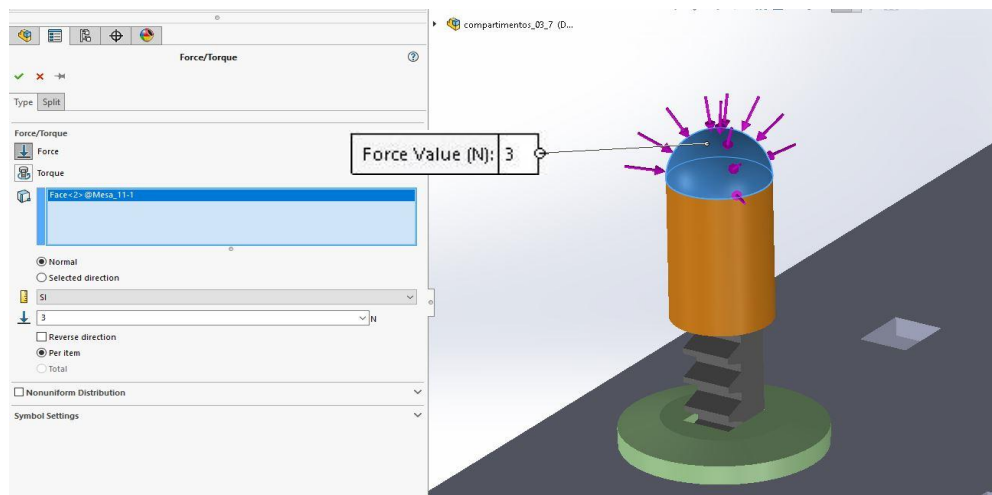 compartimentos_03_7 (D...
Force/Torque
Type Split
Force/Torque
Force
Torque
Face<2>@Mesa_11-1
Normal
Selected direction
SI
3 N
Reverse direction
Per item
Total
Nonuniform Distribution
Symbol Settings
Force Value (N): 3